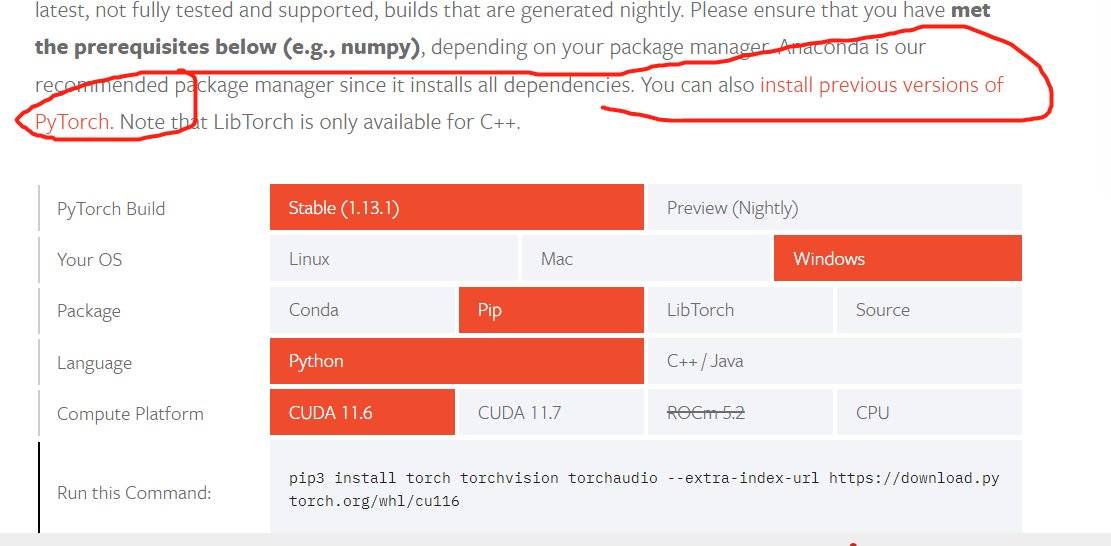 latest, not fully tested and supported, builds that are generated nightly. Please ensure that you have met
the prerequisites below (e.g., numpy), depending on your package manager. Anaconda is our
recommended package manager since it installs all dependencies. You can also install previous versions of
PyTorch. Note that LibTorch is only available for C++.
PyTorch Build Stable (1.13.1) Preview (Nightly)
Your OS Linux Mac Windows
Package Conda Pip LibTorch Source
Language Python C++ / Java
Compute Platform CUDA 11.6 CUDA 11.7 ROCm 5.2 CPU
Run this Command: pip3 install torch torchvision torchaudio --extra-index-url https://download.py
torch.org/whl/cu116